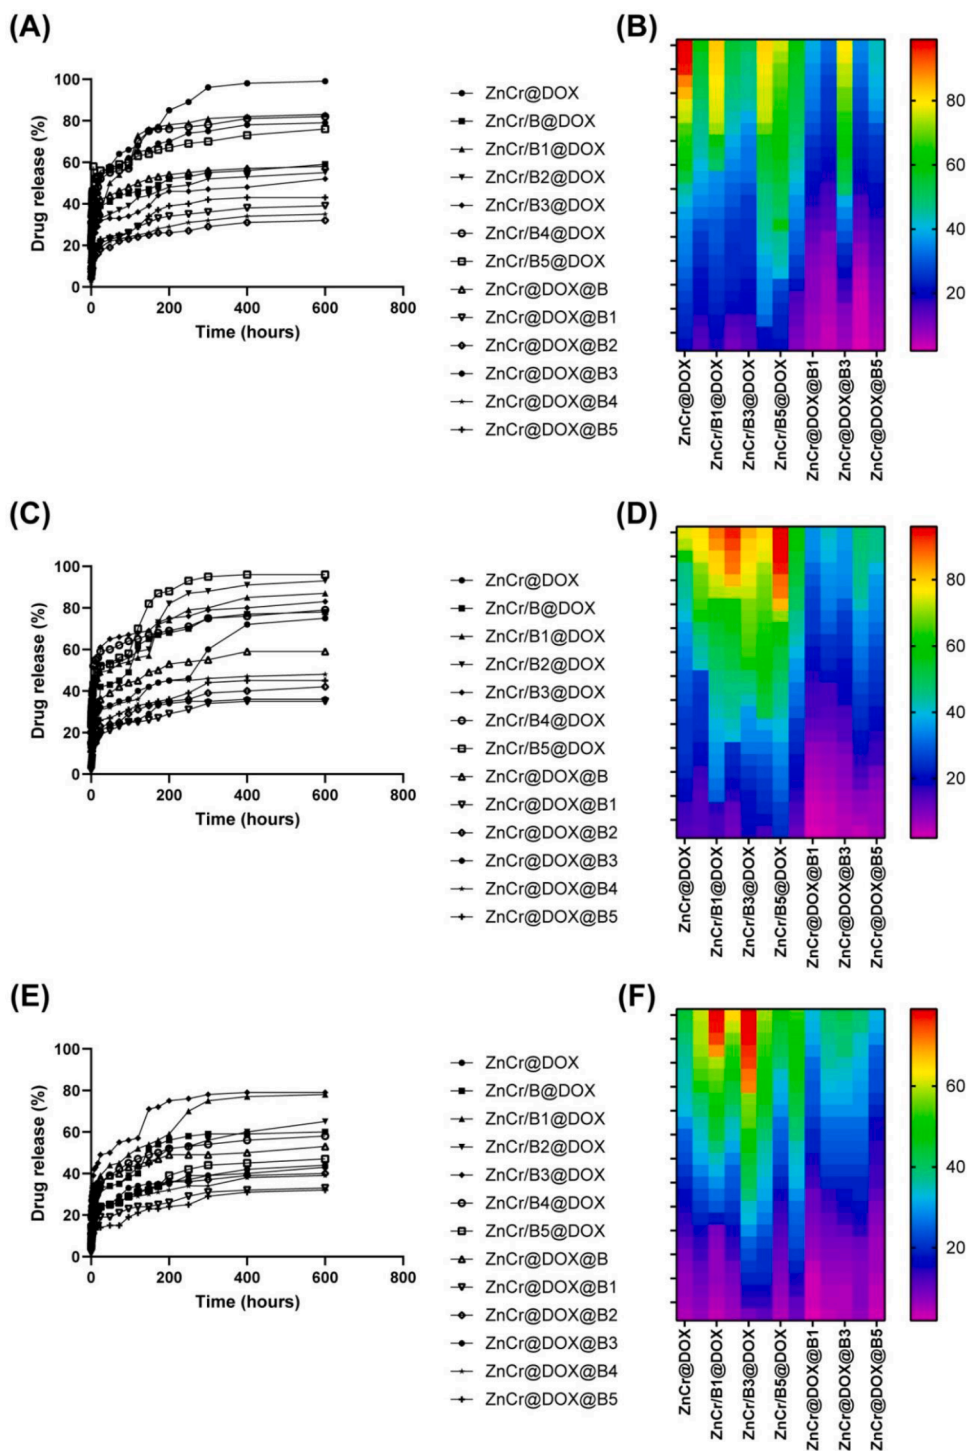 (A)
Drug release (%)
100
80
60
40
20
0
0 200 400 600 800
Time (hours)
ZnCr@DOX
ZnCr/B@DOX
ZnCr/B1@DOX
ZnCr/B2@DOX
ZnCr/B3@DOX
ZnCr/B4@DOX
ZnCr/B5@DOX
ZnCr@DOX@B
ZnCr@DOX@B1
ZnCr@DOX@B2
ZnCr@DOX@B3
ZnCr@DOX@B4
ZnCr@DOX@B5
(B)
80
60
40
20
ZnCr@DOX
ZnCr/B1@DOX
ZnCr/B3@DOX
ZnCr/B5@DOX
ZnCr@DOX@B1
ZnCr@DOX@B3
ZnCr@DOX@B5
(C)
Drug release (%)
100
80
60
40
20
0
0 200 400 600 800
Time (hours)
ZnCr@DOX
ZnCr/B@DOX
ZnCr/B1@DOX
ZnCr/B2@DOX
ZnCr/B3@DOX
ZnCr/B4@DOX
ZnCr/B5@DOX
ZnCr@DOX@B
ZnCr@DOX@B1
ZnCr@DOX@B2
ZnCr@DOX@B3
ZnCr@DOX@B4
ZnCr@DOX@B5
(D)
80
60
40
20
ZnCr@DOX
ZnCr/B1@DOX
ZnCr/B3@DOX
ZnCr/B5@DOX
ZnCr@DOX@B1
ZnCr@DOX@B3
ZnCr@DOX@B5
(E)
Drug release (%)
100
80
60
40
20
0
0 200 400 600 800
Time (hours)
ZnCr@DOX
ZnCr/B@DOX
ZnCr/B1@DOX
ZnCr/B2@DOX
ZnCr/B3@DOX
ZnCr/B4@DOX
ZnCr/B5@DOX
ZnCr@DOX@B
ZnCr@DOX@B1
ZnCr@DOX@B2
ZnCr@DOX@B3
ZnCr@DOX@B4
ZnCr@DOX@B5
(F)
60
40
20
ZnCr@DOX
ZnCr/B1@DOX
ZnCr/B3@DOX
ZnCr/B5@DOX
ZnCr@DOX@B1
ZnCr@DOX@B3
ZnCr@DOX@B5